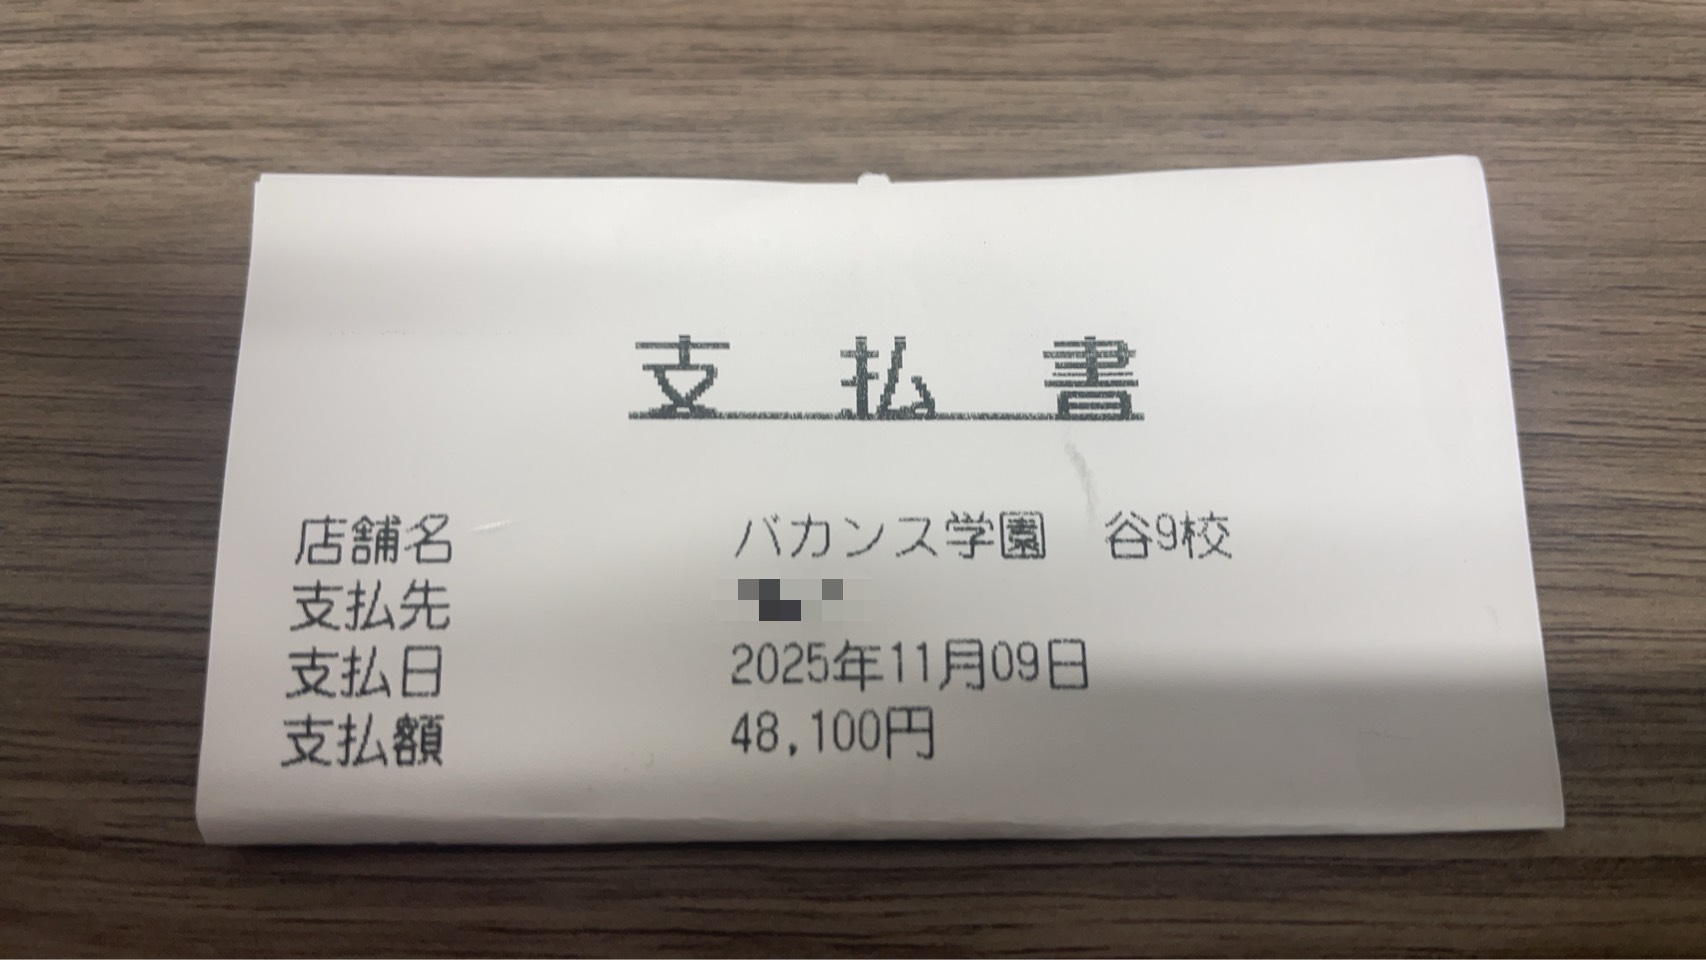 支払書
店舗名 バカンス学園 谷9校
支払先
支払日 2025年11月09日
支払額 48,100円